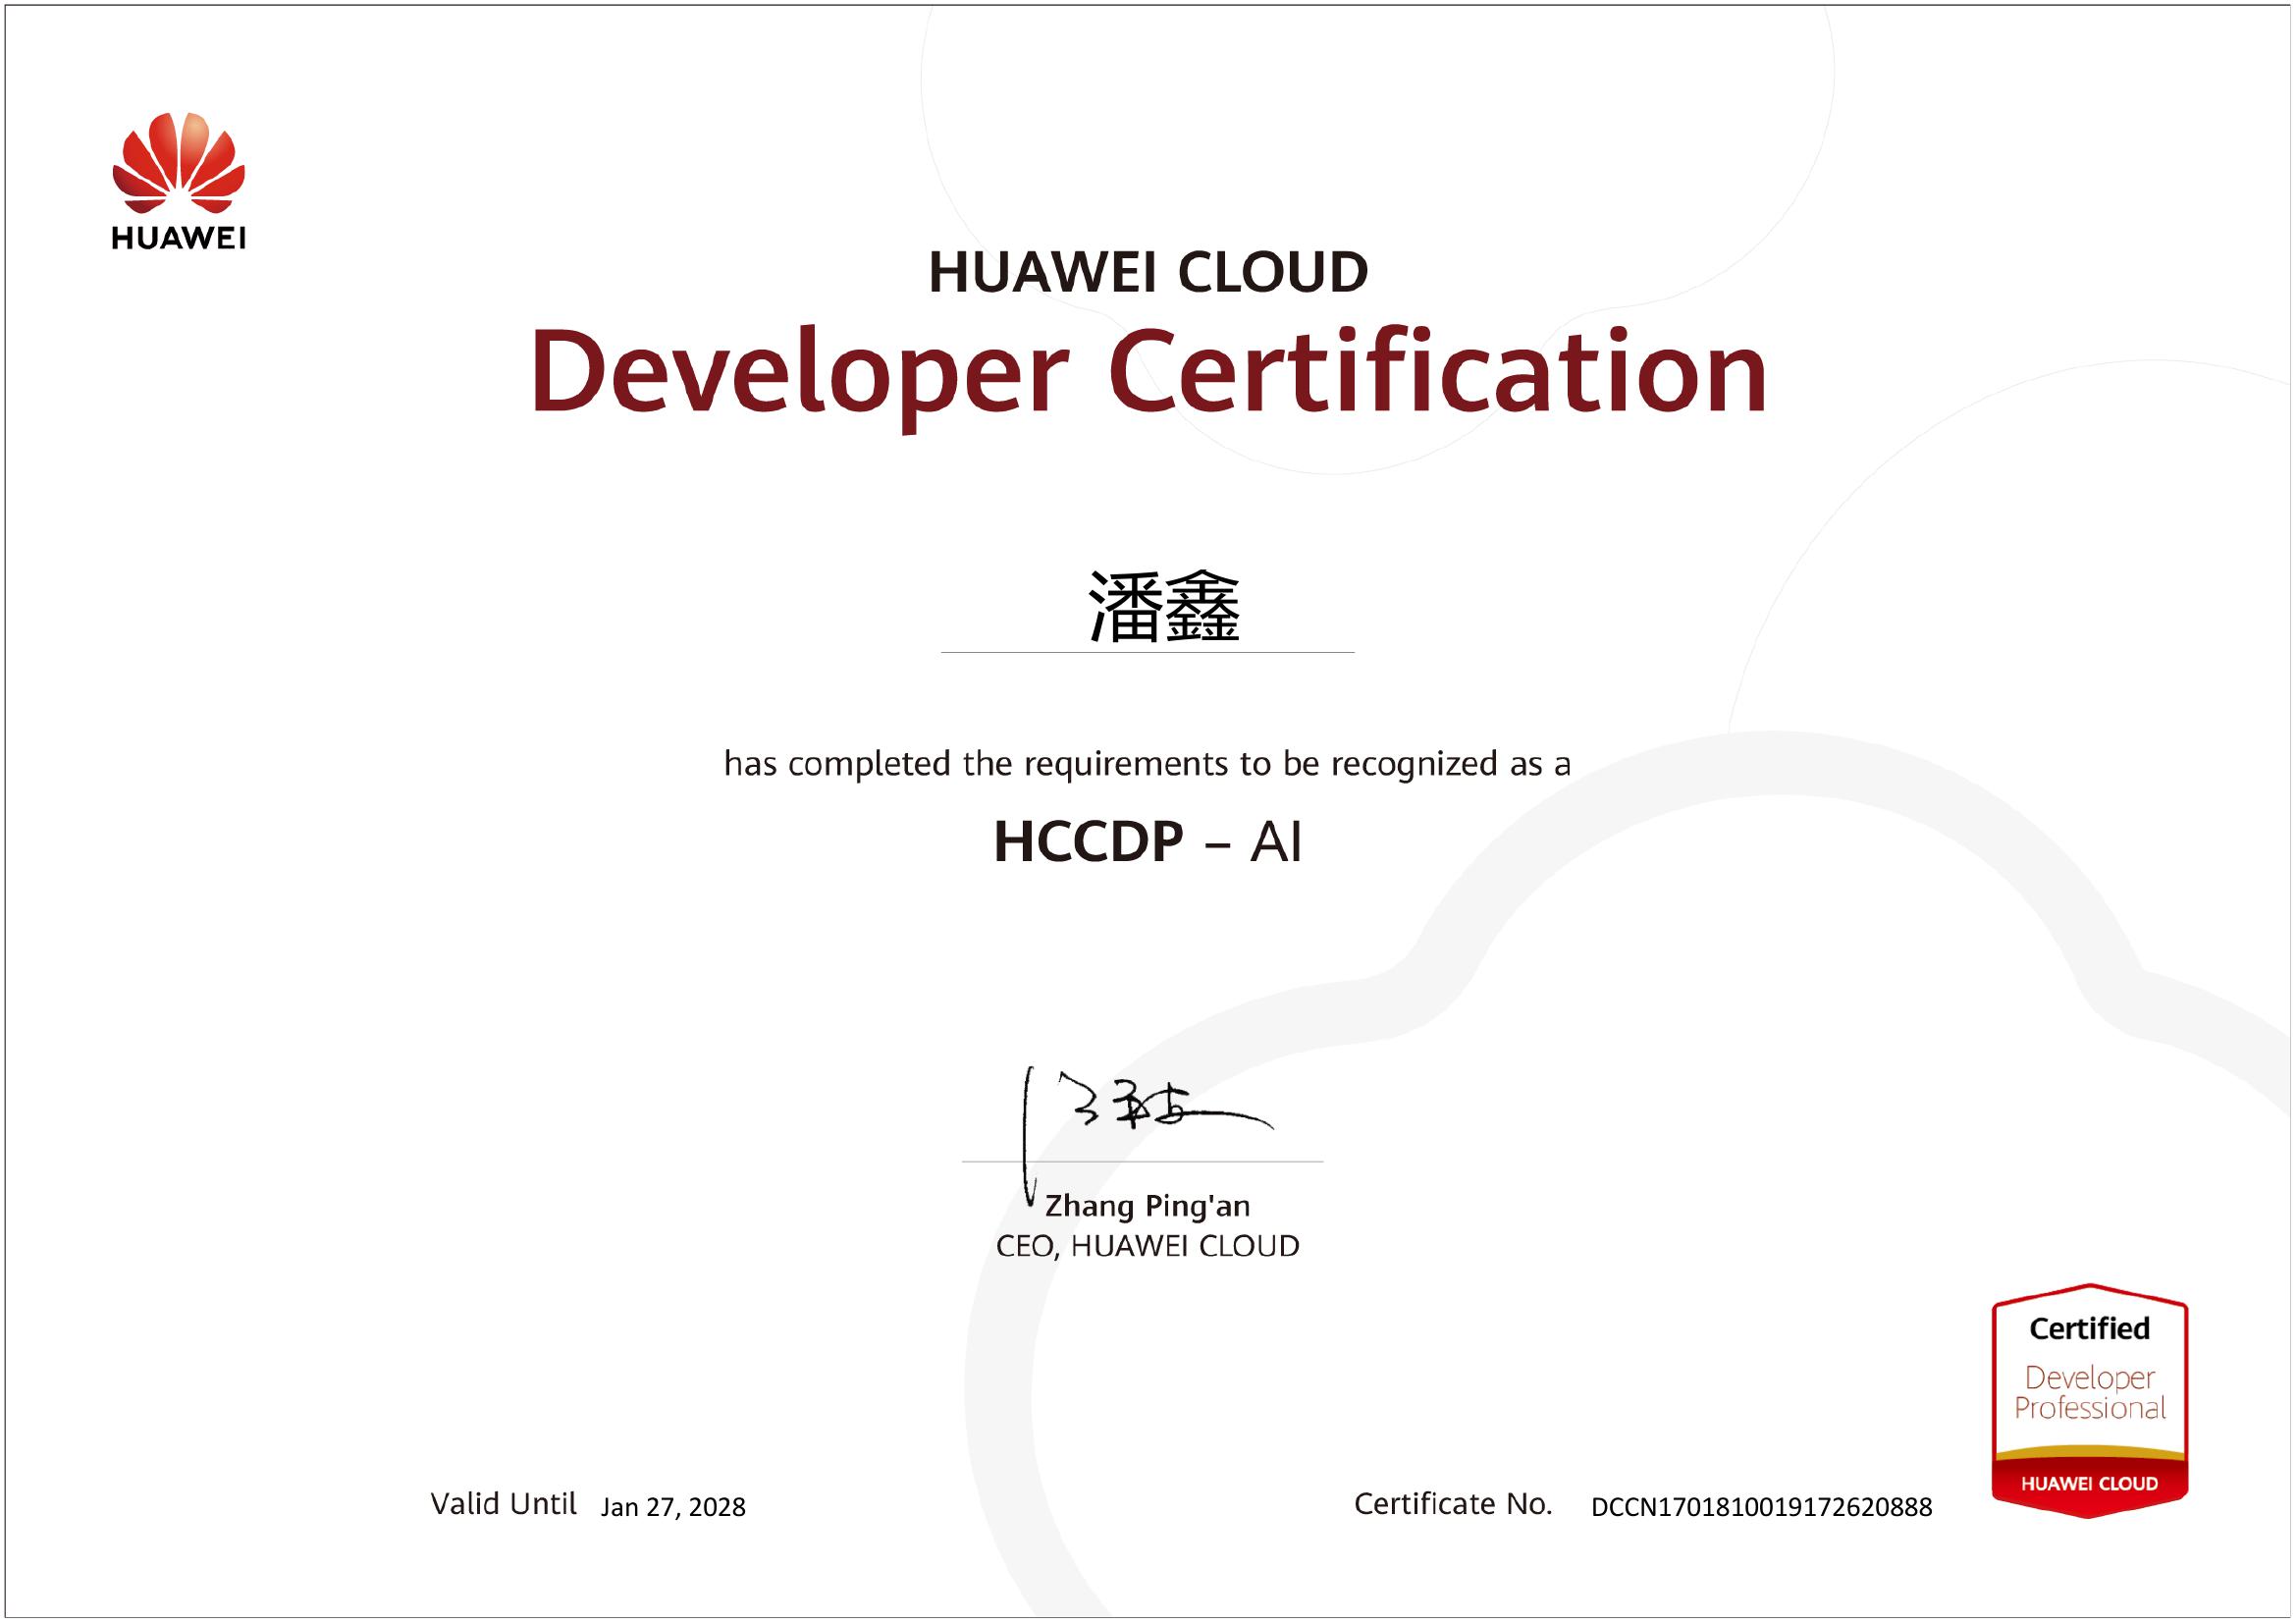 HUAWEI
HUAWEI CLOUD
Developer Certification
潘鑫
has completed the requirements to be recognized as a
HCCDP – AI
Zhang Ping'an
CEO, HUAWEI CLOUD
Certified
Developer
Professional
HUAWEI CLOUD
Valid Until Jan 27, 2028
Certificate No. DCCN1701810019172620888